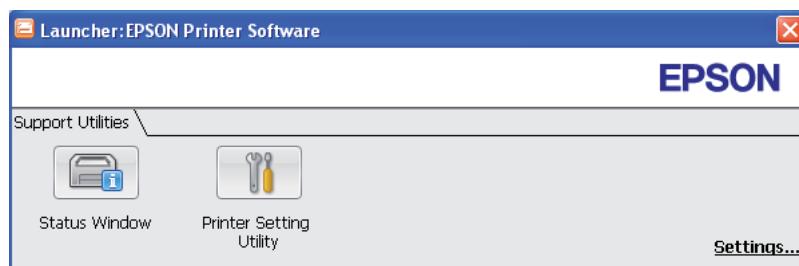 Launcher:EPSON Printer Software
EPSON
Support Utilities
Status Window
Printer Setting
Utility
Settings...